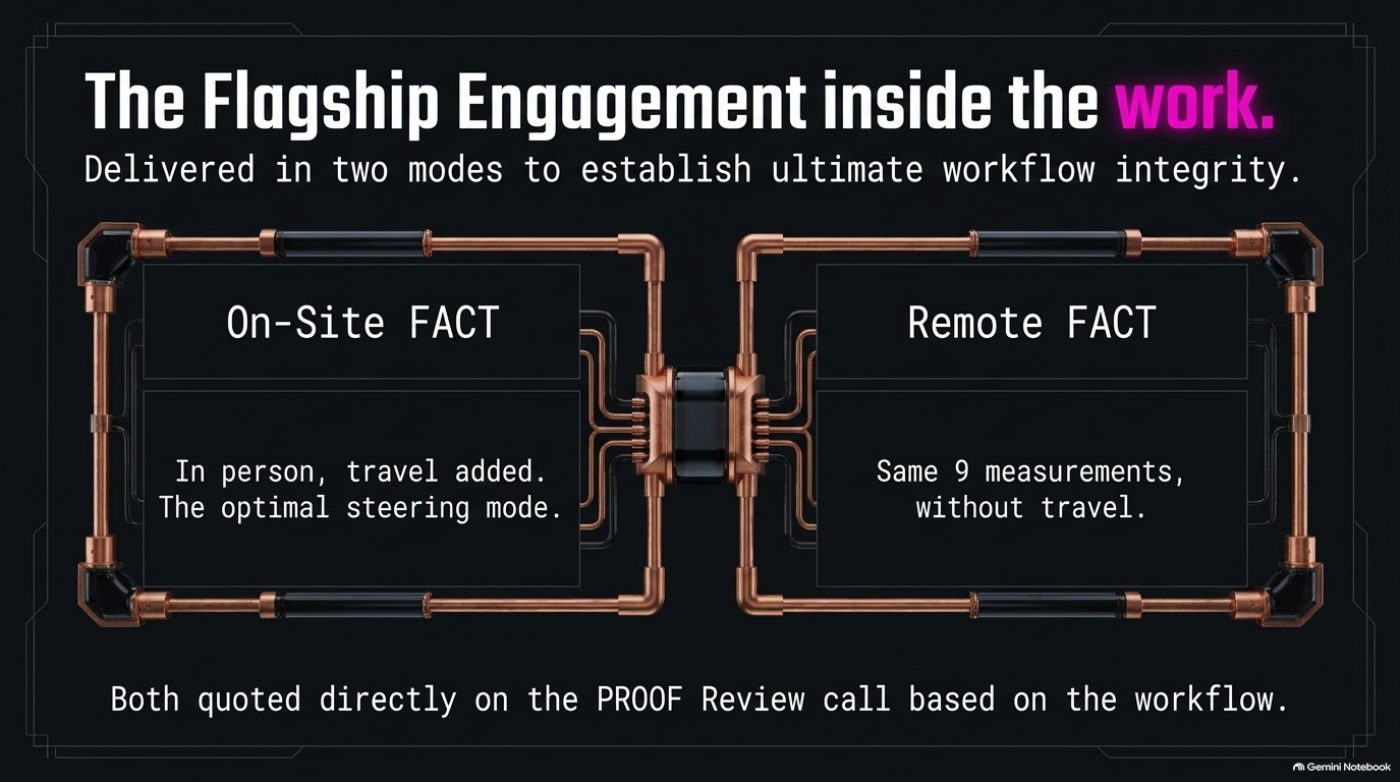 The Flagship Engagement inside the work.
Delivered in two modes to establish ultimate workflow integrity.
On-Site FACT
In person, travel added.
The optimal steering mode.
Remote FACT
Same 9 measurements,
without travel.
Both quoted directly on the PROOF Review call based on the workflow.
Gemini Notebook